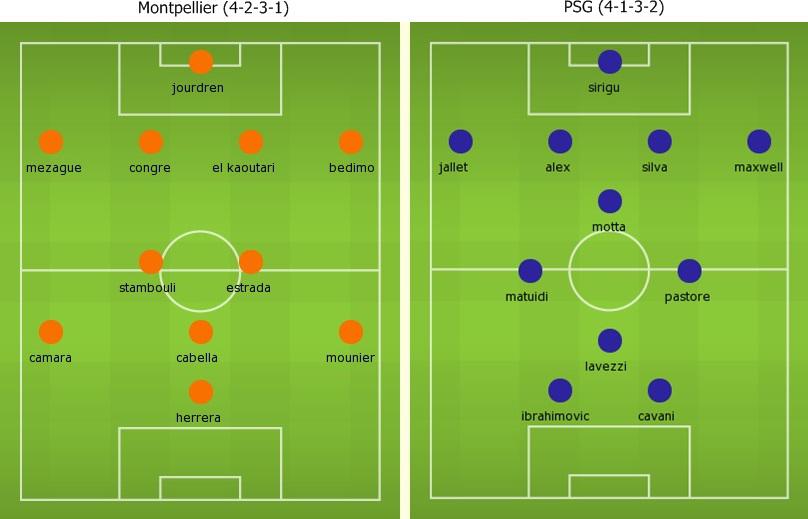 Montpellier (4-2-3-1)
jourdren
mezague congre el kaoutari bedimo
stambouli estrada
camara cabella mounier
herrera
PSG (4-1-3-2)
sirigu
jallet alex silva maxwell
motta
matuidi pastore
lavezzi
ibrahimovic cavani